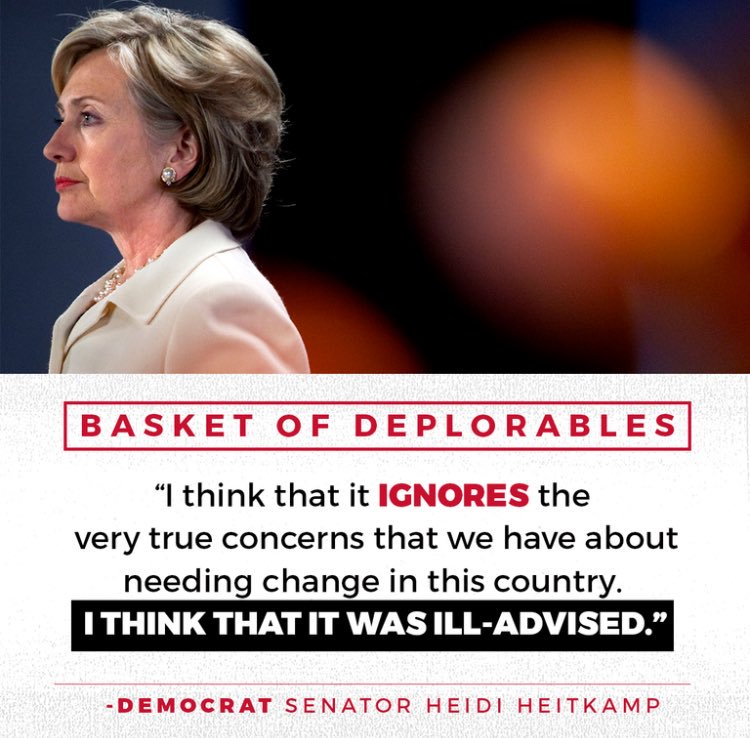 BASKET OF DEPLORABLES
“I think that it IGNORES the
very true concerns that we have about
needing change in this country.
I THINK THAT IT WAS ILL-ADVISED.”
-DEMOCRAT SENATOR HEIDI HEITKAMP